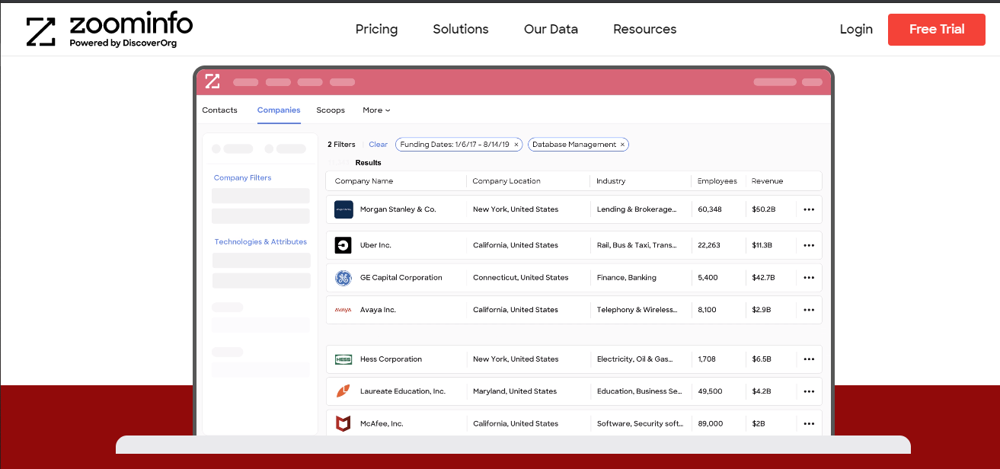 zoominfo
Powered by DiscoverOrg
Pricing Solutions Our Data Resources Login Free Trial
Contacts Companies Scoops More
2 Filters Clear Funding Dates: 1/6/17 – 8/14/19 × Database Management ×
Results
Company Filters
Technologies & Attributes
Company Name Company Location Industry Employees Revenue
Morgan Stanley & Co. New York, United States Lending & Brokerage... 60,348 $50.2B
Uber Inc. California, United States Rail, Bus & Taxi, Trans... 22,263 $11.3B
GE Capital Corporation Connecticut, United States Finance, Banking 5,400 $42.7B
AVAYA Avaya Inc. California, United States Telephony & Wireless... 8,100 $2.9B
HESS Hess Corporation New York, United States Electricity, Oil & Gas... 1,708 $6.5B
Laureate Education, Inc. Maryland, United States Education, Business Se... 49,500 $4.2B
McAfee, Inc. California, United States Software, Security soft... 89,000 $2B